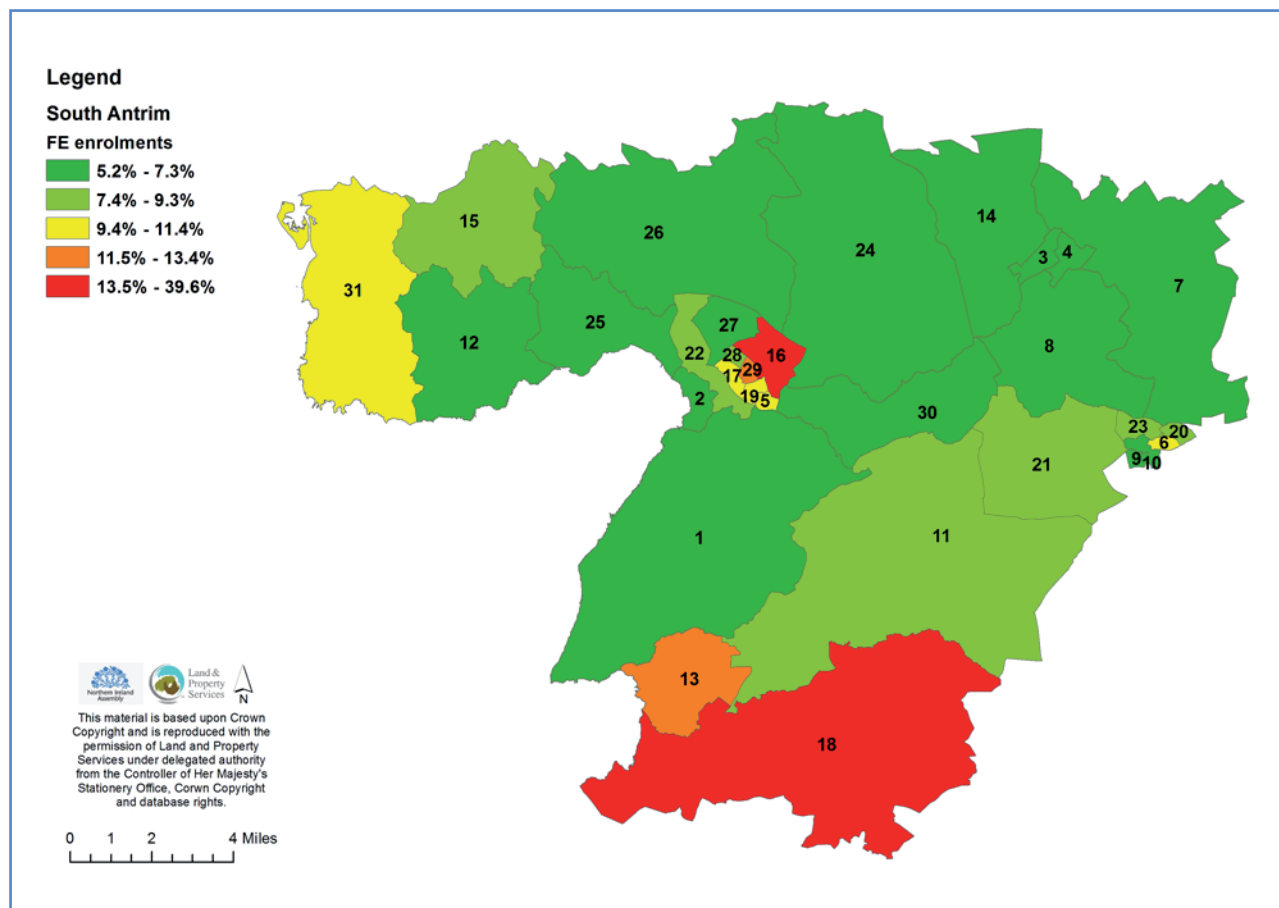 Legend
South Antrim
FE enrolments
5.2% - 7.3%
7.4% - 9.3%
9.4% - 11.4%
11.5% - 13.4%
13.5% - 39.6%
15
26
24
14
3
4
7
31
12
25
27
22
28
16
29
17
19
5
2
8
30
23
20
6
9
10
21
1
11
13
18
Northern Ireland
Assembly
Land &
Property
Services
N
This material is based upon Crown
Copyright and is reproduced with the
permission of Land and Property
Services under delegated authority
from the Controller of Her Majesty's
Stationery Office, Corwn Copyright
and database rights.
0 1 2 4 Miles